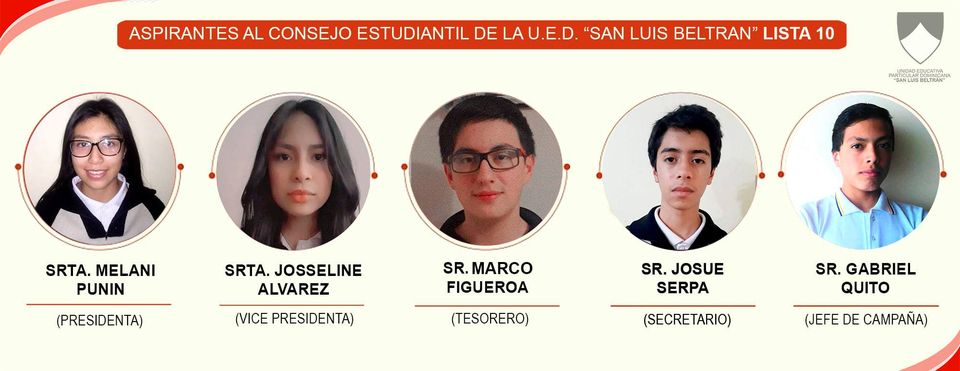 ASPIRANTES AL CONSEJO ESTUDIANTIL DE LA U.E.D. “SAN LUIS BELTRAN” LISTA 10
UNIDAD EDUCATIVA
PARTICULAR DOMINICANA
“SAN LUIS BELTRÁN”
SRTA. MELANI
PUNIN
(PRESIDENTA)
SRTA. JOSSELINE
ALVAREZ
(VICE PRESIDENTA)
SR. MARCO
FIGUEROA
(TESORERO)
SR. JOSUE
SERPA
(SECRETARIO)
SR. GABRIEL
QUITO
(JEFE DE CAMPAÑA)